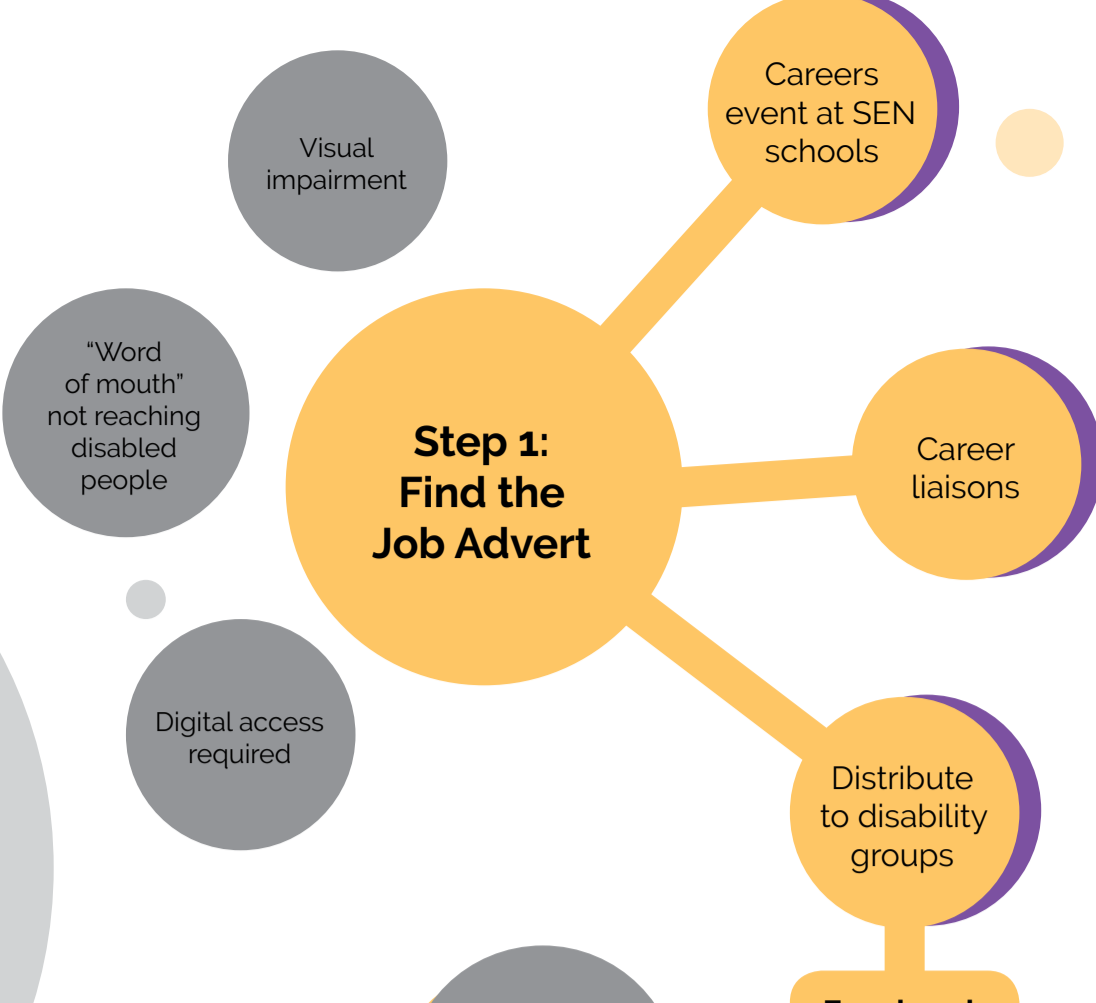 Careers
event at SEN
schools
Visual
impairment
“Word
of mouth”
not reaching
disabled
people
Step 1:
Find the
Job Advert
Career
liaisons
Digital access
required
Distribute
to disability
groups